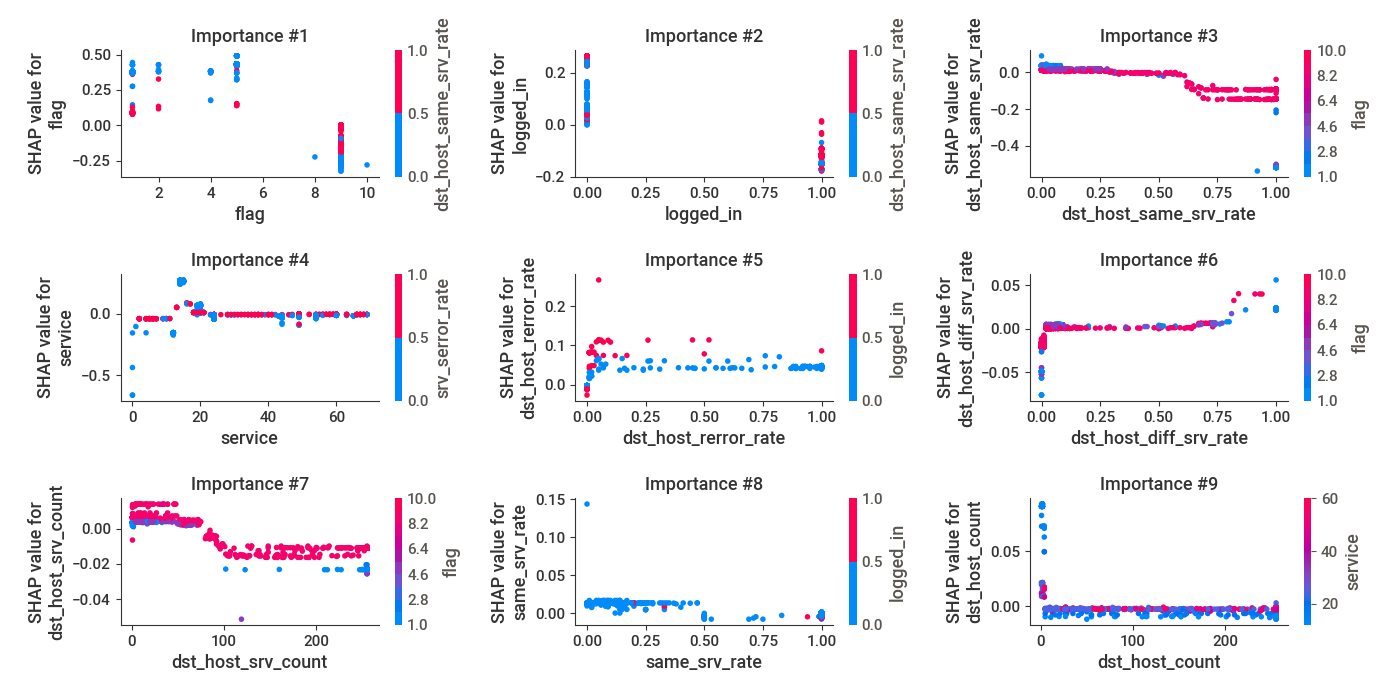 Importance #1
SHAP value for
flag
0.50
0.25
0.00
−0.25
2
4
6
8
10
flag
1.0
0.5
0.0
dst_host_same_srv_rate
Importance #2
SHAP value for
logged_in
0.2
0.0
−0.2
0.00
0.25
0.50
0.75
1.00
logged_in
1.0
0.5
0.0
dst_host_same_srv_rate
Importance #3
SHAP value for
dst_host_same_srv_rate
0.0
−0.2
−0.4
0.00
0.25
0.50
0.75
1.00
dst_host_same_srv_rate
10.0
8.2
6.4
4.6
2.8
1.0
flag
Importance #4
SHAP value for
service
0.0
−0.5
0
20
40
60
service
1.0
0.5
0.0
srv_serror_rate
Importance #5
SHAP value for
dst_host_rerror_rate
0.2
0.1
0.0
0.00
0.25
0.50
0.75
1.00
dst_host_rerror_rate
1.0
0.5
0.0
logged_in
Importance #6
SHAP value for
dst_host_diff_srv_rate
0.05
0.00
−0.05
0.00
0.25
0.50
0.75
1.00
dst_host_diff_srv_rate
10.0
8.2
6.4
4.6
2.8
1.0
flag
Importance #7
SHAP value for
dst_host_srv_count
0.00
−0.02
−0.04
0
100
200
dst_host_srv_count
10.0
8.2
6.4
4.6
2.8
1.0
flag
Importance #8
SHAP value for
same_srv_rate
0.15
0.10
0.05
0.00
0.00
0.25
0.50
0.75
1.00
same_srv_rate
1.0
0.5
0.0
logged_in
Importance #9
SHAP value for
dst_host_count
0.05
0.00
0
100
200
dst_host_count
60
40
20
service